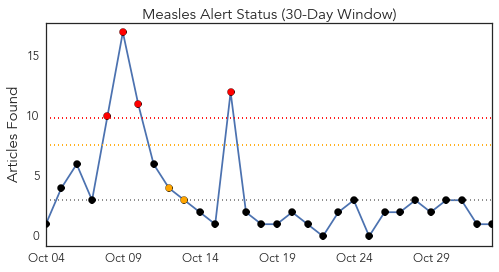 Measles Alert Status (30-Day Window)
Articles Found
15
10
5
0
Oct 04
Oct 09
Oct 14
Oct 19
Oct 24
Oct 29